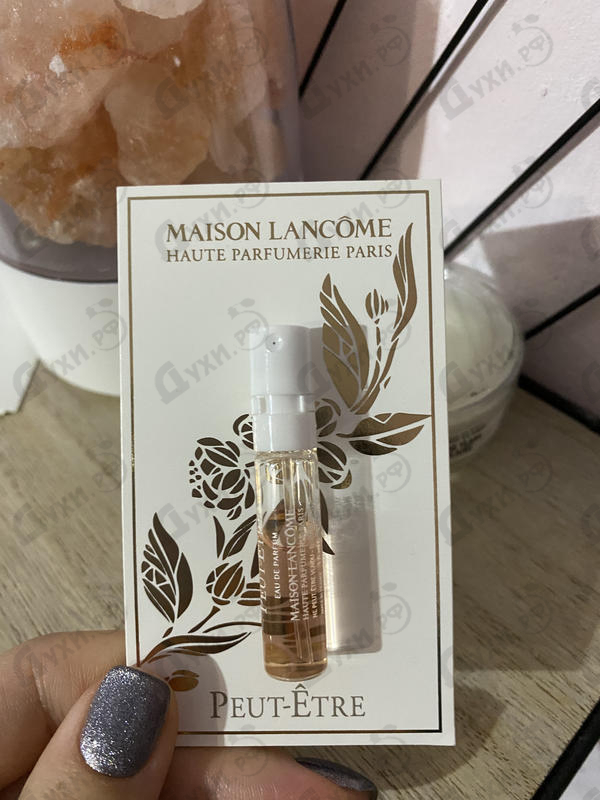 MAISON LANCÔME
HAUTE PARFUMERIE PARIS
EAU DE PARFUM
MAISON LANCÔME
HAUTE PARFUMERIE PARIS
PEUT-ÊTRE
Духи.рф